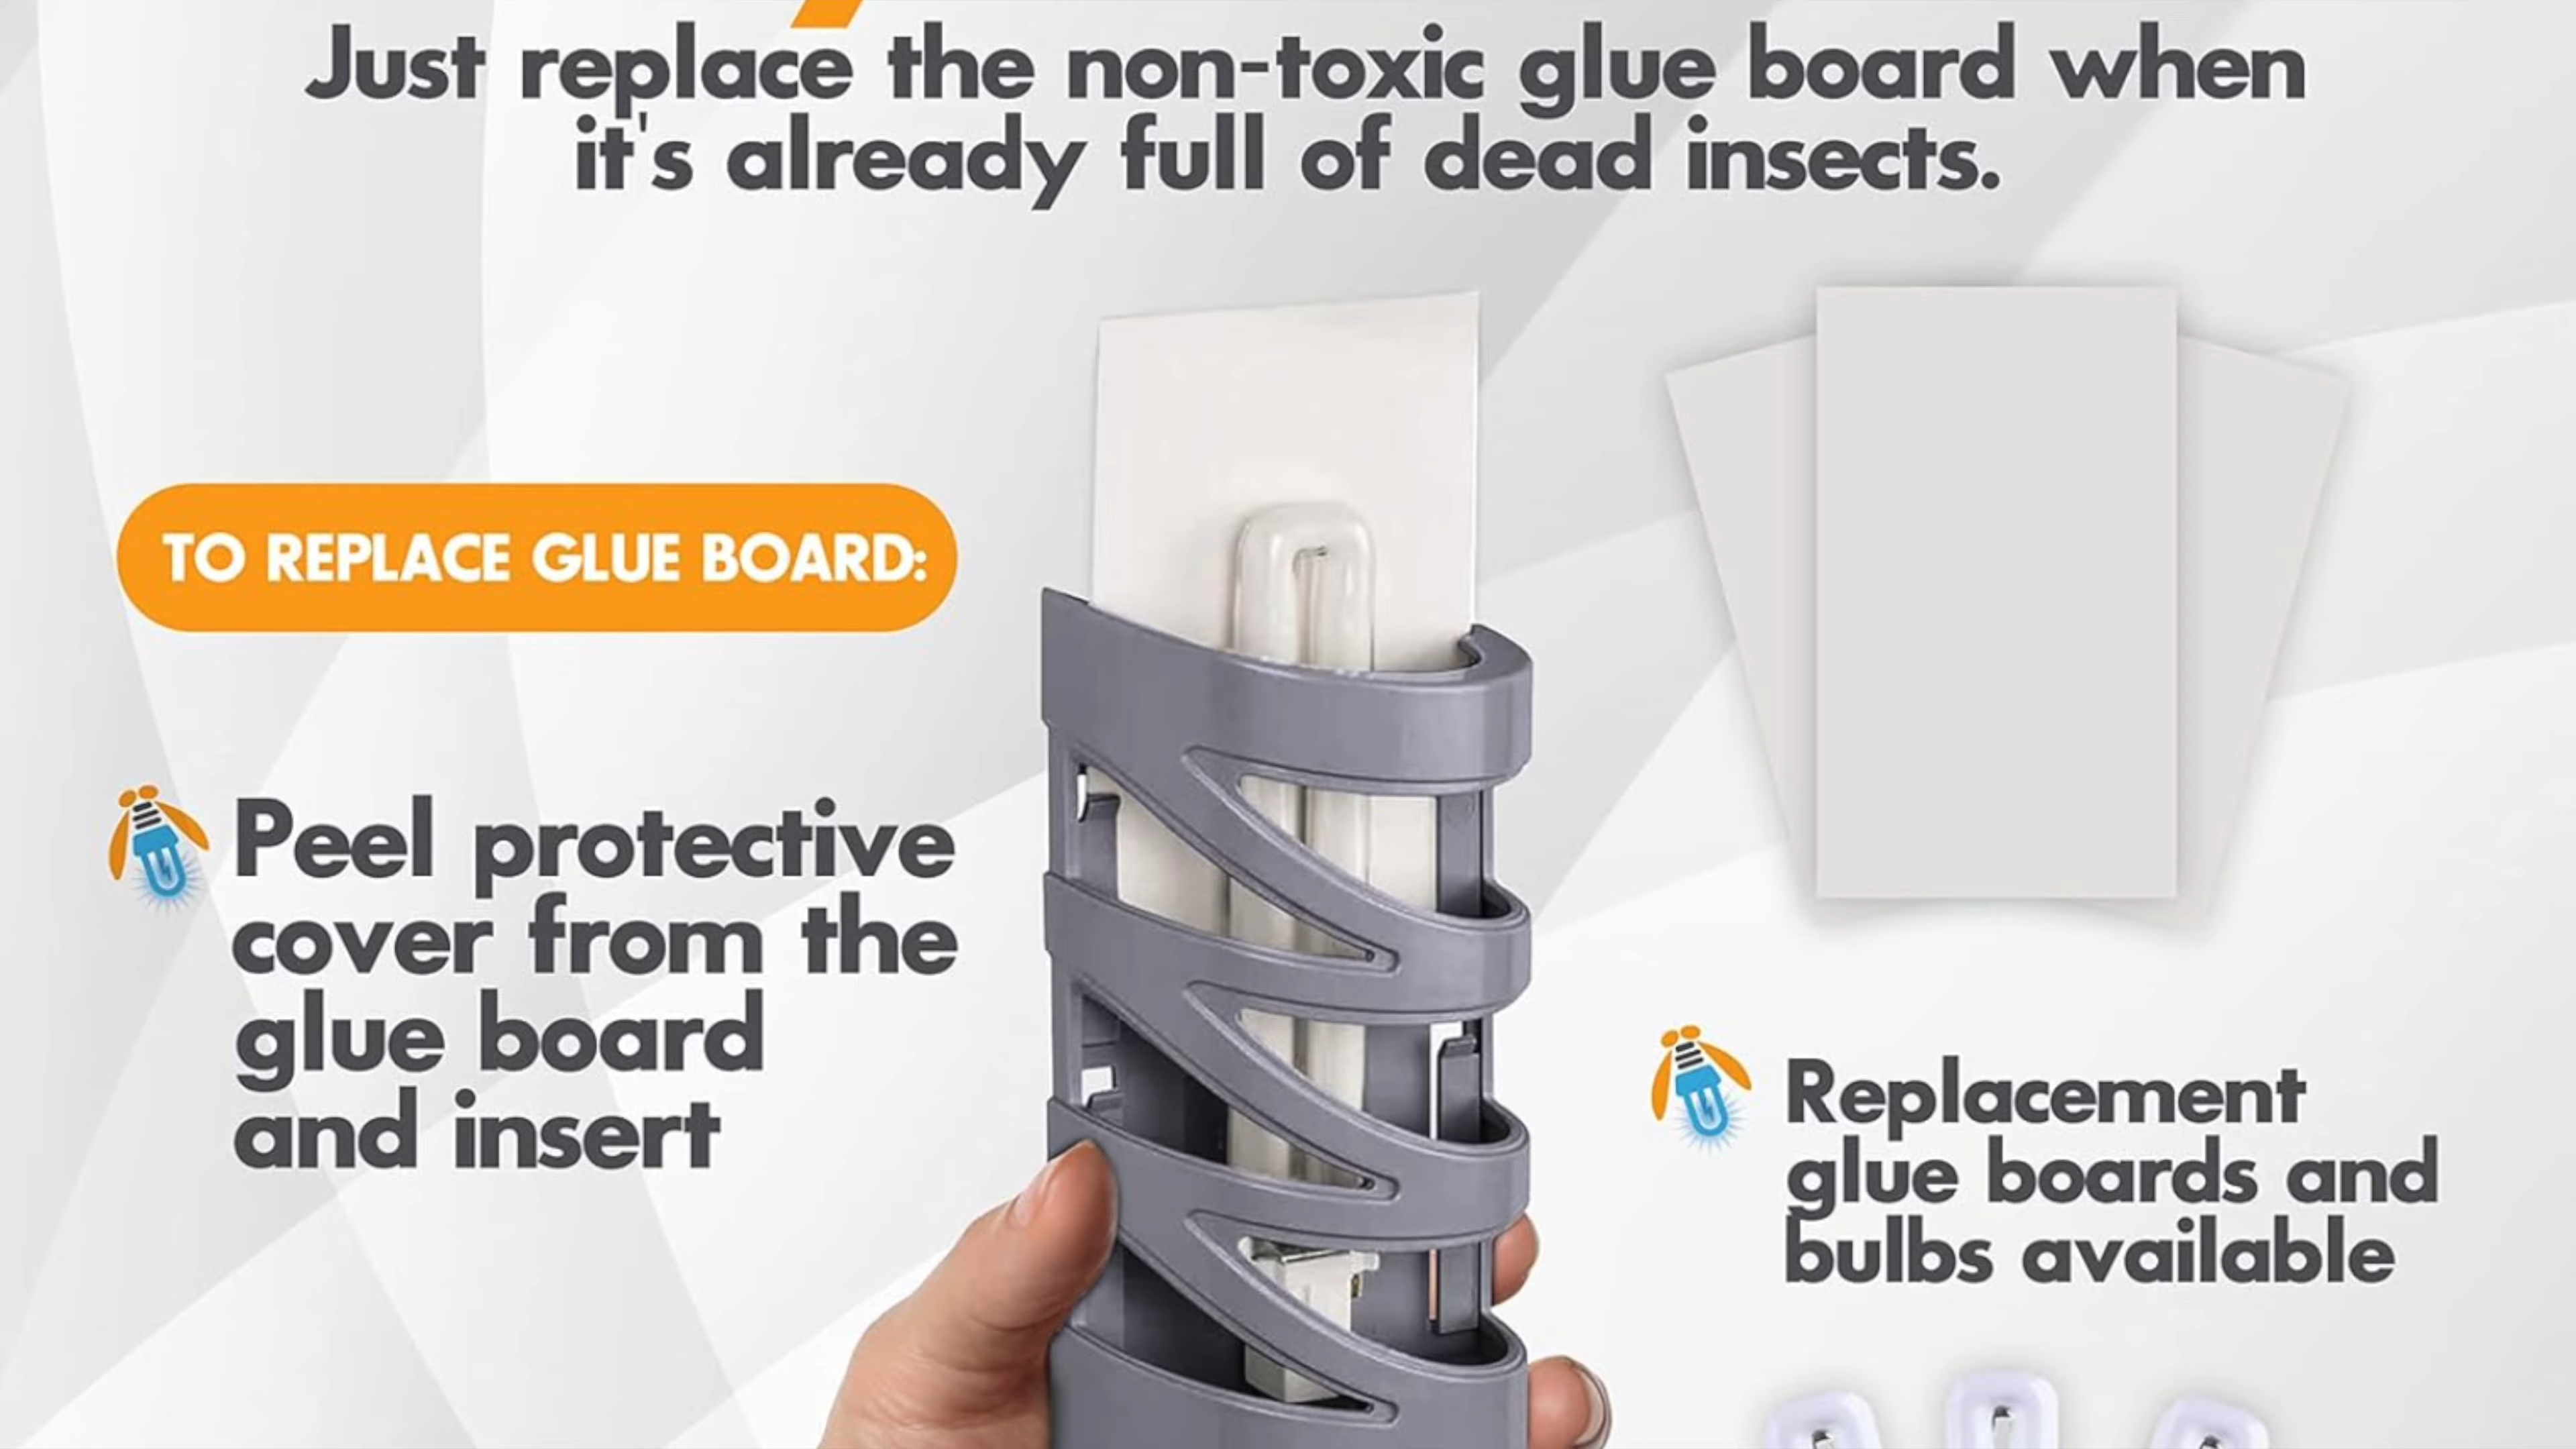 Just replace the non-toxic glue board when
it's already full of dead insects.
TO REPLACE GLUE BOARD:
Peel protective
cover from the
glue board
and insert
Replacement
glue boards and
bulbs available